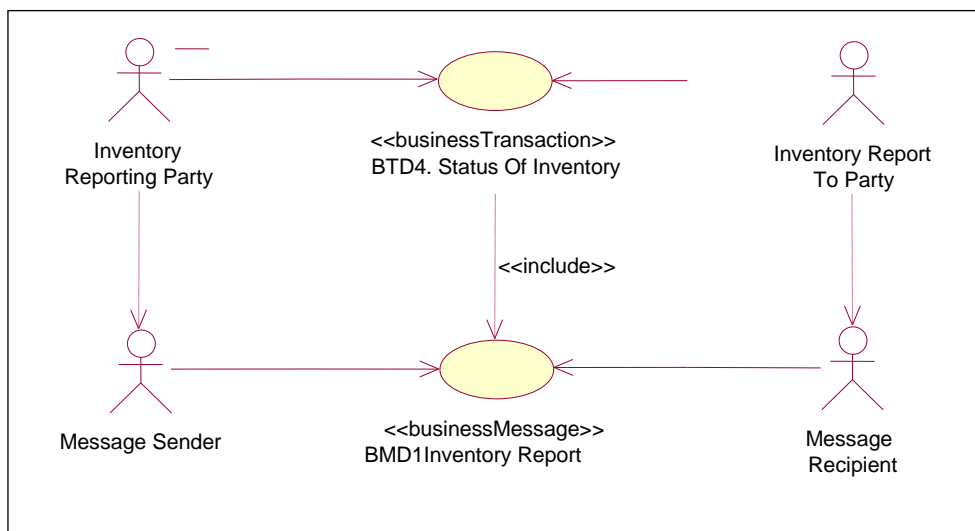 Inventory
Reporting Party
<<businessTransaction>>
BTD4. Status Of Inventory
Inventory Report
To Party
<<include>>
Message Sender
<<businessMessage>>
BMD1Inventory Report
Message
Recipient